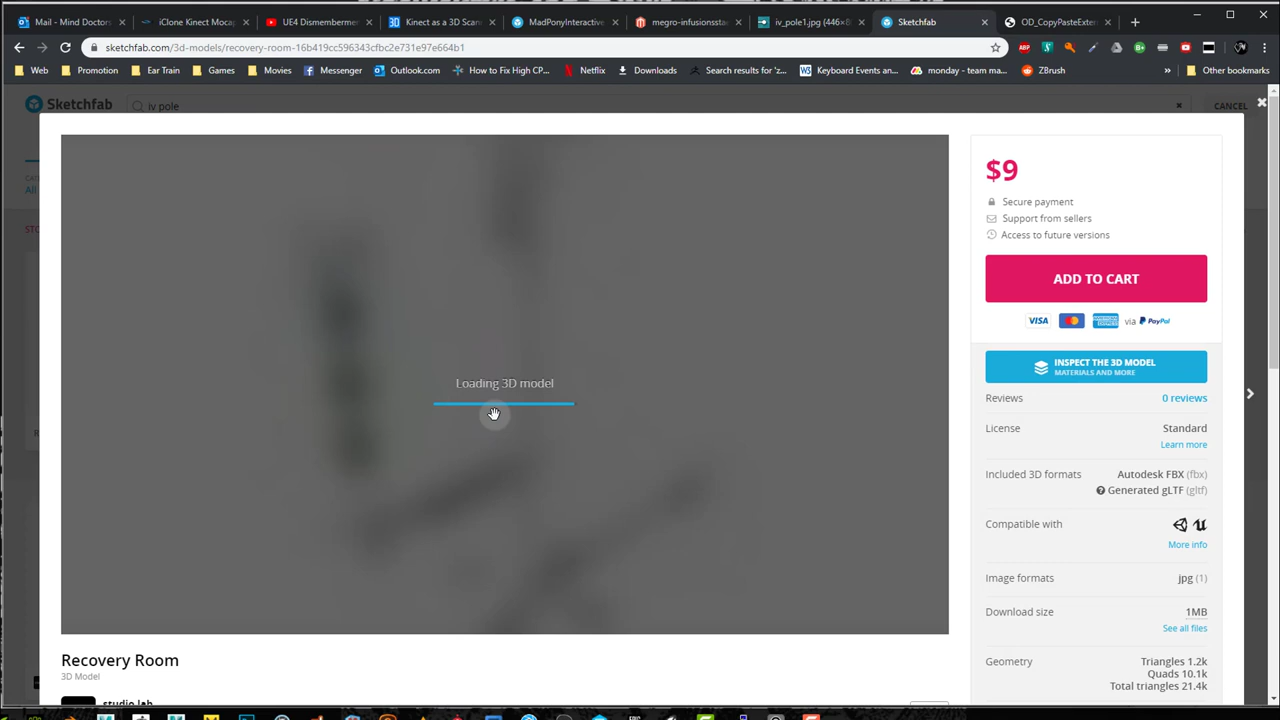 Mail - Mind Doctors
iClone Kinect Mocap
UE4 Dismemberment
Kinect as a 3D Scan
MadPonyInteractive
megro-infusionssta
iv_pole1.jpg (446×8
Sketchfab
OD_CopyPasteExter
sketchfab.com/3d-models/recovery-room-16b419cc596343cfbc2e731e97e664b1
Web
Promotion
Ear Train
Games
Movies
Messenger
Outlook.com
How to Fix High CP...
Netflix
Downloads
Search results for 'z...
Keyboard Events an...
monday - team ma...
ZBrush
Other bookmarks
Sketchfab
iv pole
CANCEL
All
STO
Loading 3D model
$9
Secure payment
Support from sellers
Access to future versions
ADD TO CART
VISA
via PayPal
INSPECT THE 3D MODEL
MATERIALS AND MORE
Reviews 0 reviews
License Standard
Learn more
Included 3D formats Autodesk FBX (fbx)
Generated glTF (gltf)
Compatible with
More info
Image formats jpg (1)
Download size 1MB
See all files
Geometry Triangles 1.2k
Quads 10.1k
Total triangles 21.4k
Recovery Room
3D Model
studio lab